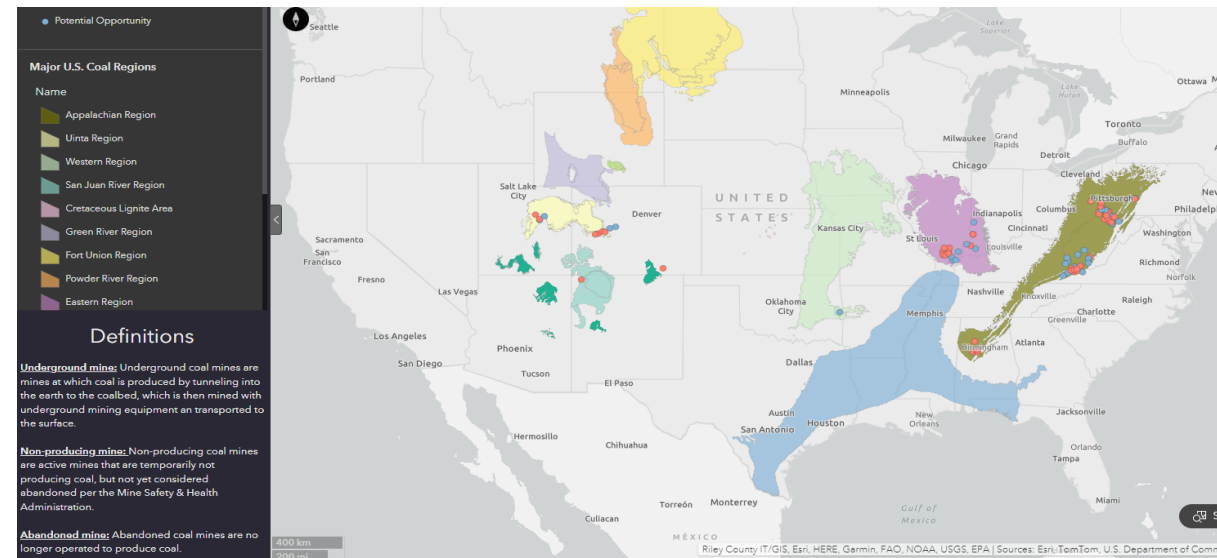 Potential Opportunity
Major U.S. Coal Regions
Name
Appalachian Region
Uinta Region
Western Region
San Juan River Region
Cretaceous Lignite Area
Green River Region
Fort Union Region
Powder River Region
Eastern Region
Definitions
Underground mine: Underground coal mines are
mines at which coal is produced by tunneling into
the earth to the coalbed, which is then mined with
underground mining equipment an transported to
the surface.
Non-producing mine: Non-producing coal mines
are active mines that are temporarily not
producing coal, but not yet considered
abandoned per the Mine Safety & Health
Administration.
Abandoned mine: Abandoned coal mines are no
longer operated to produce coal.
Seattle
Lake
Superior
Portland
Minneapolis
Ottawa
Lake
Huron
Toronto
Milwaukee
Grand
Rapids
Buffalo
Detroit
Chicago
Cleveland
Salt Lake
City
UNITED
STATES
Pittsburgh
Denver
Indianapolis
Columbus
Philadelp
Kansas City
Cincinnati
Sacramento
St Louis
Louisville
Washington
San
Francisco
Richmond
Fresno
Norfolk
Las Vegas
Nashville
Knoxville
Raleigh
Oklahoma
City
Memphis
Charlotte
Greenville
Los Angeles
Phoenix
Birmingham
Atlanta
San Diego
Dallas
Tucson
El Paso
Austin
Jacksonville
San Antonio
Houston
New
Orleans
Hermosillo
Chihuahua
Orlando
Tampa
Torreón
Monterrey
Miami
Gulf of
Mexico
Culiacan
MÉXICO
400 km
200 mi
Riley County IT/GIS, Esri, HERE, Garmin, FAO, NOAA, USGS, EPA | Sources: Esri, TomTom, U.S. Department of Com